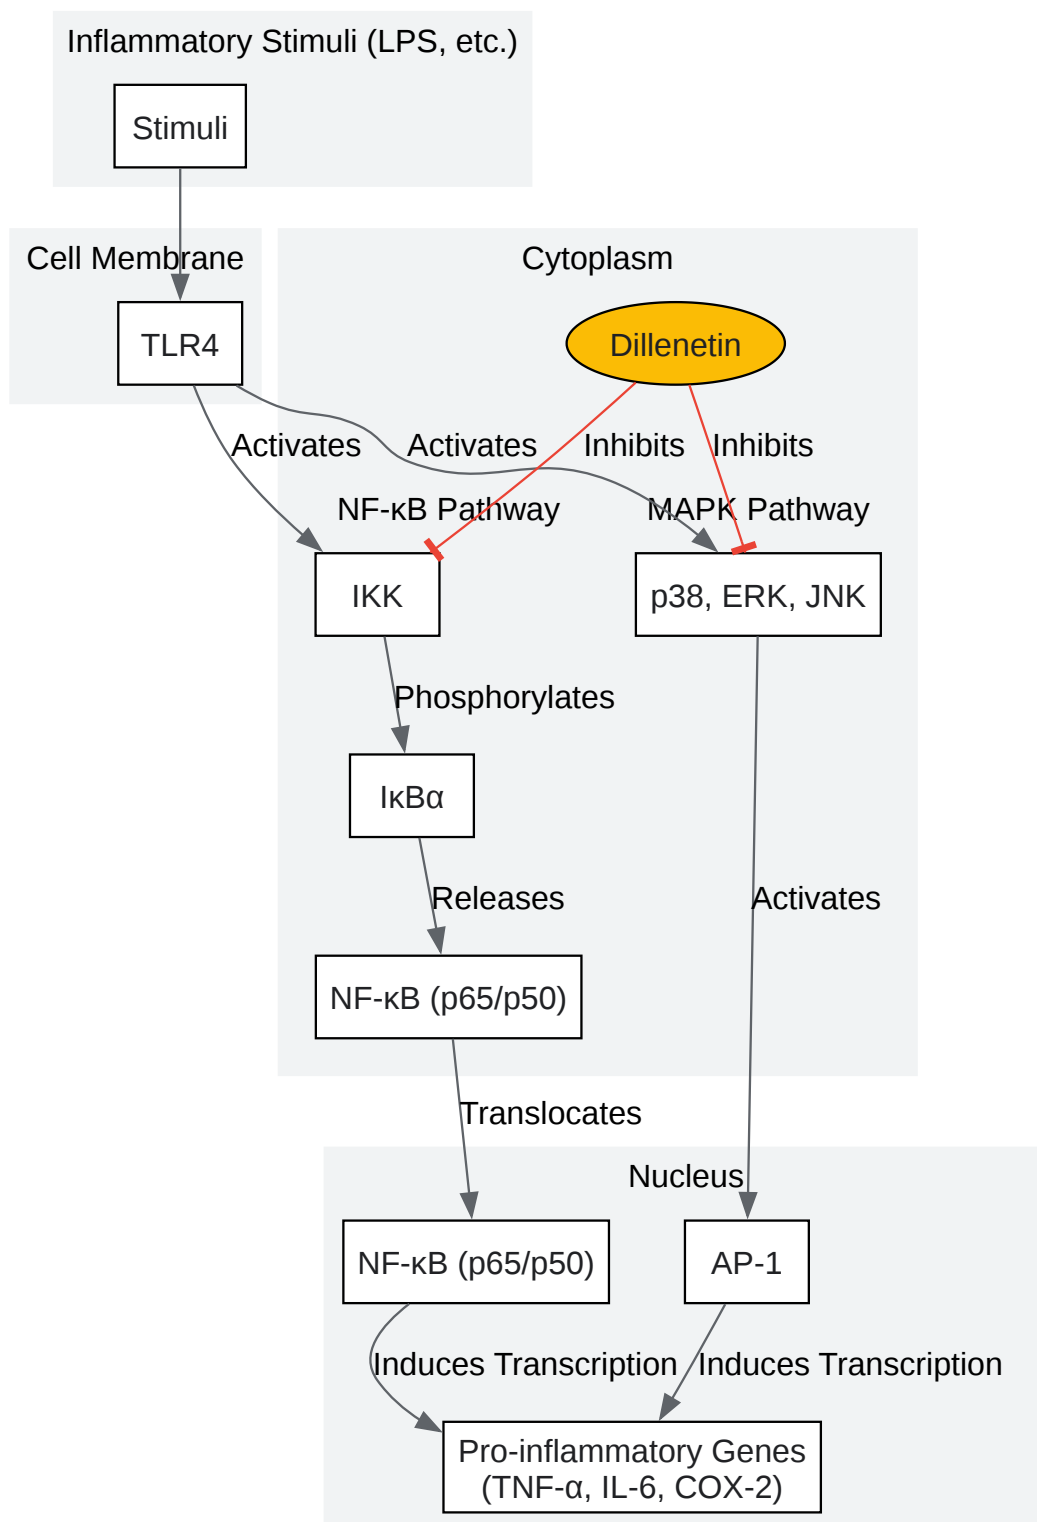 Inflammatory Stimuli (LPS, etc.)
Stimuli
Cell Membrane
Cytoplasm
TLR4
Dillenetin
Activates
Activates
Inhibits
Inhibits
NF-κB Pathway
MAPK Pathway
IKK
p38, ERK, JNK
Phosphorylates
IκBα
Releases
Activates
NF-κB (p65/p50)
Translocates
Nucleus
NF-κB (p65/p50)
AP-1
Induces Transcription
Induces Transcription
Pro-inflammatory Genes
(TNF-α, IL-6, COX-2)